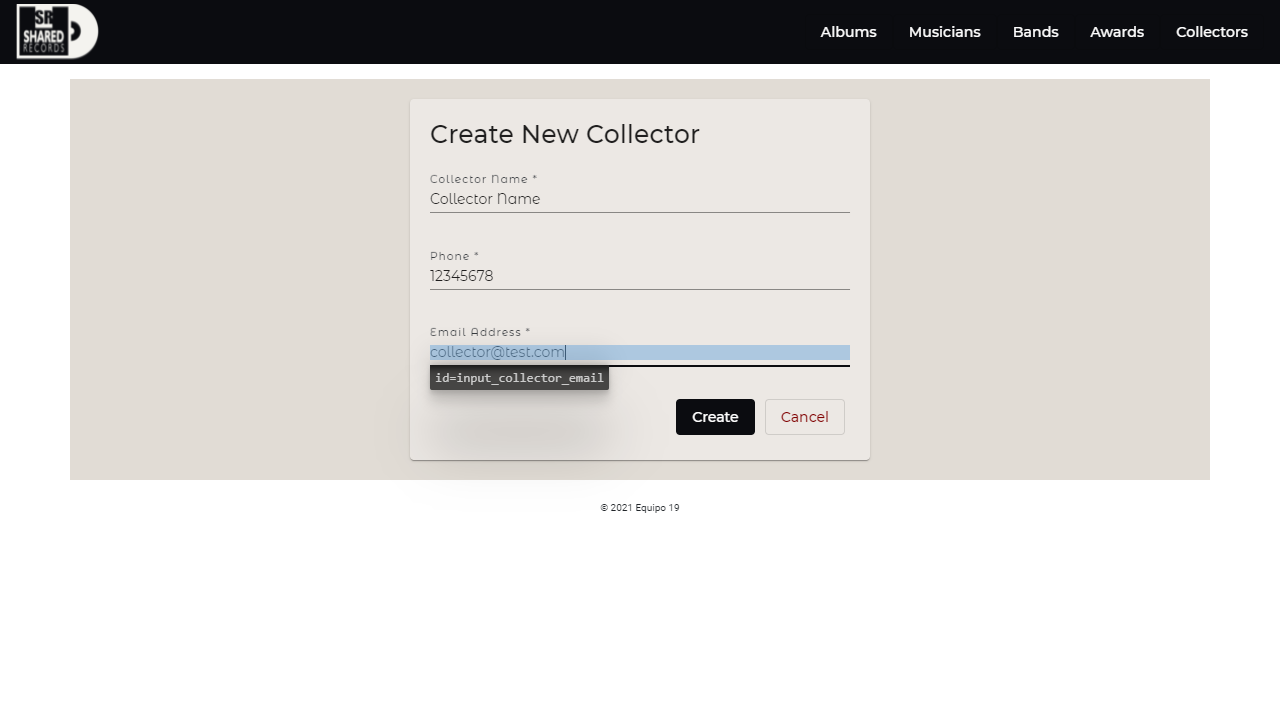 SR
SHARED
RECORDS
Albums
Musicians
Bands
Awards
Collectors
Create New Collector
Collector Name *
Collector Name
Phone *
12345678
Email Address *
collector@test.com
id=input_collector_email
Create
Cancel
© 2021 Equipo 19